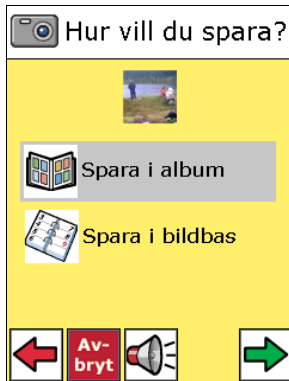 Hur vill du spara?
Spara i album
Spara i bildbas
Av-
bryt